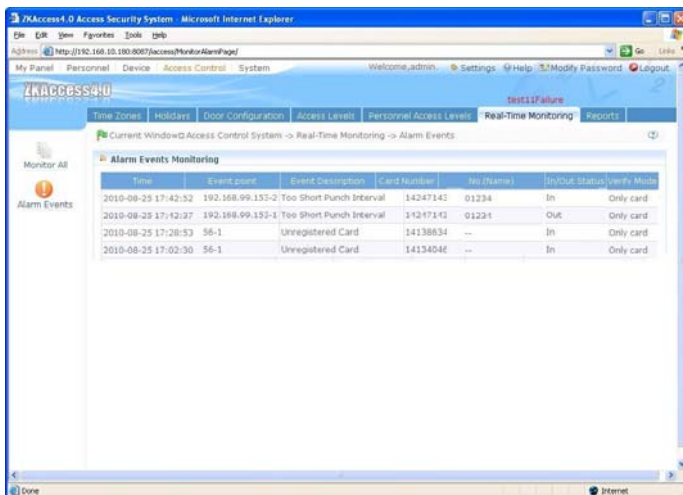 ZKAccess4.0 Access Security System - Microsoft Internet Explorer
File Edit View Favorites Tools Help
Address http://192.168.10.180:8087/iaccess/MonitorAlarmPage/ Go Links
My Panel Personnel Device Access Control System Welcome,admin. Settings Help Modify Password Logout
ZKAccess4.0
test11Failure
Time Zones Holidays Door Configuration Access Levels Personnel Access Levels Real-Time Monitoring Reports
Current Window Access Control System -> Real-Time Monitoring -> Alarm Events
Monitor All
Alarm Events
Alarm Events Monitoring
Time Event point Event Description Card Number No.(Name) In/Out Status Verify Mode
2010-08-25 17:42:52 192.168.99.153-2 Too Short Punch Interval 14247143 01234 In Only card
2010-08-25 17:42:37 192.168.99.153-1 Too Short Punch Interval 14247143 01234 Out Only card
2010-08-25 17:28:53 56-1 Unregistered Card 14138634 -- In Only card
2010-08-25 17:02:30 56-1 Unregistered Card 14134046 -- In Only card
Done Internet